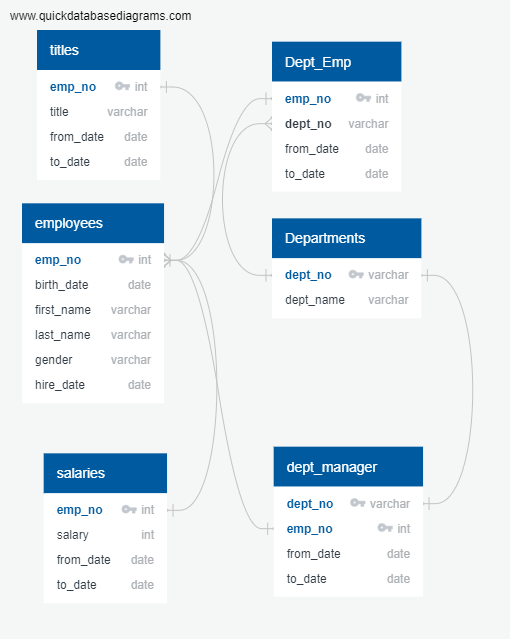 www.quickdatabasediagrams.com
titles
emp_no int
title varchar
from_date date
to_date date
Dept_Emp
emp_no int
dept_no varchar
from_date date
to_date date
employees
emp_no int
birth_date date
first_name varchar
last_name varchar
gender varchar
hire_date date
Departments
dept_no varchar
dept_name varchar
salaries
emp_no int
salary int
from_date date
to_date date
dept_manager
dept_no varchar
emp_no int
from_date date
to_date date